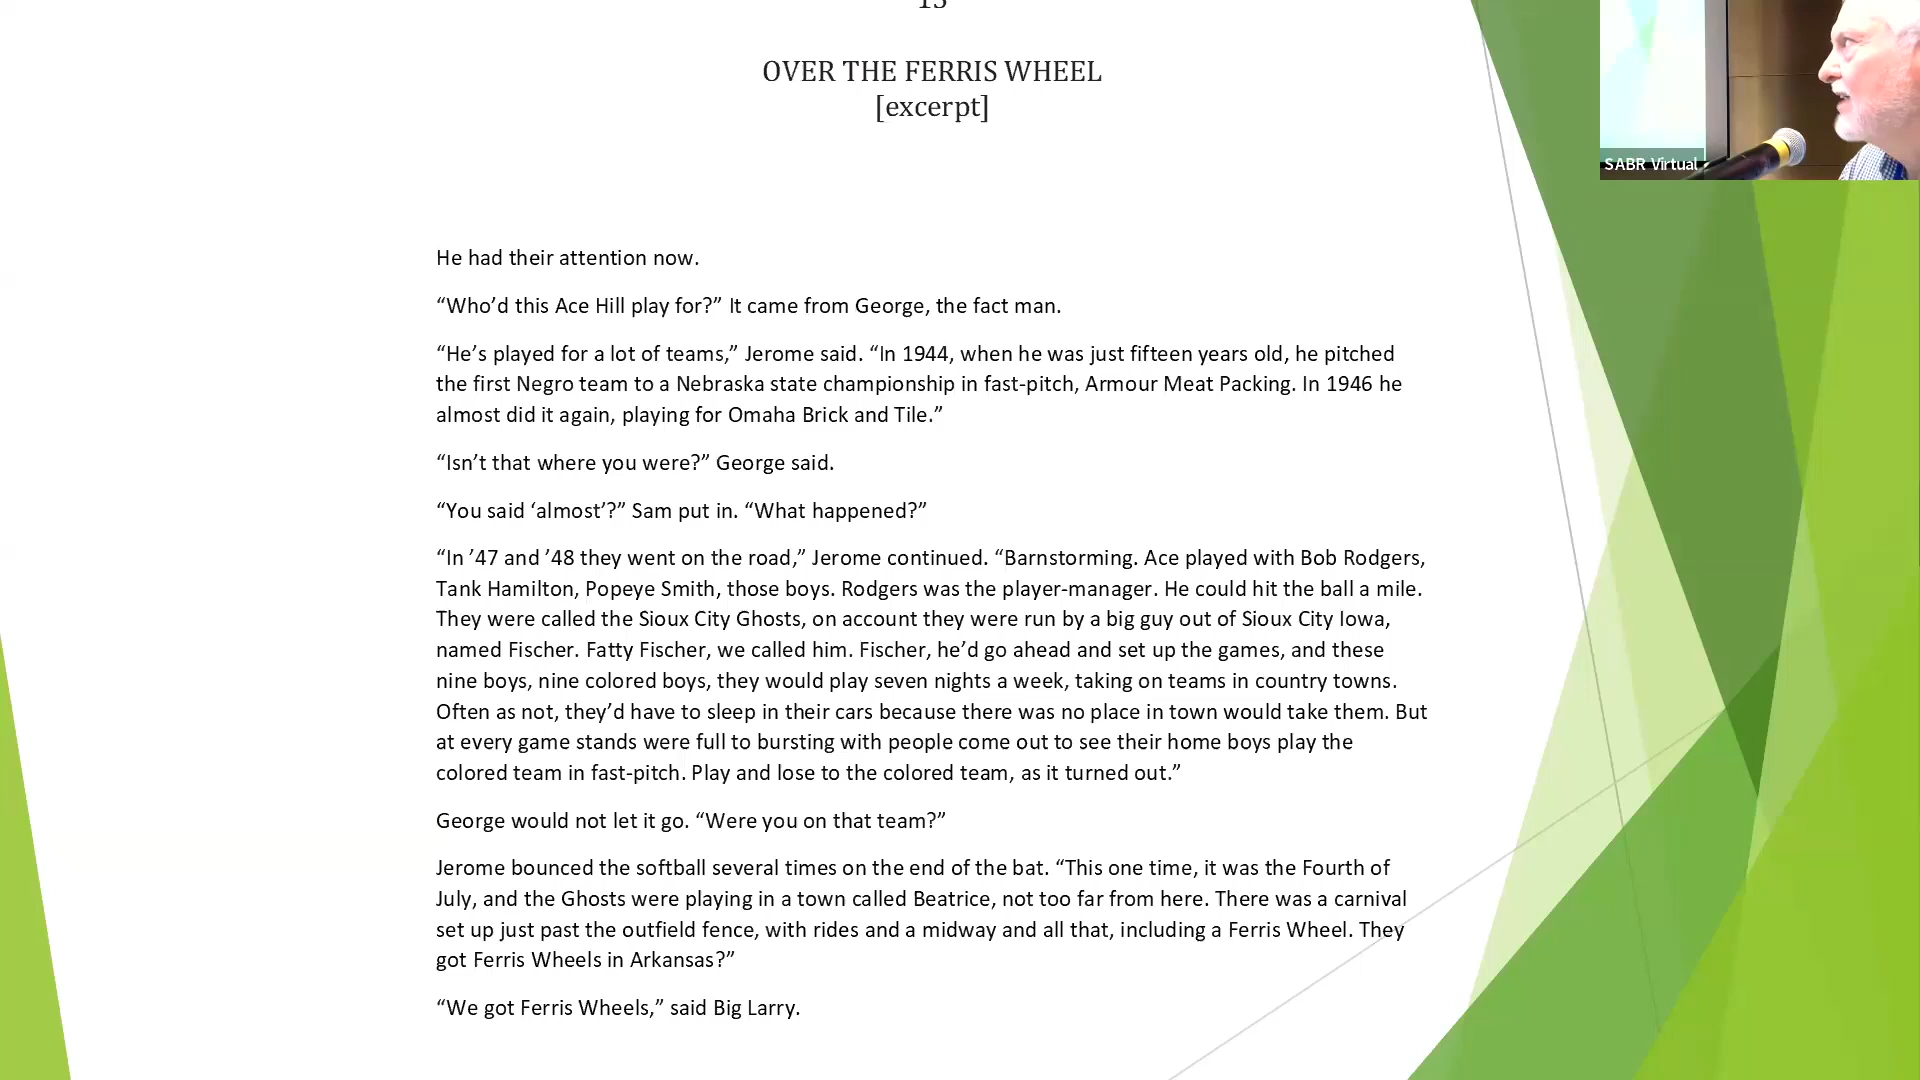 13
OVER THE FERRIS WHEEL
[excerpt]
SABR Virtual
He had their attention now.
“Who’d this Ace Hill play for?” It came from George, the fact man.
“He’s played for a lot of teams,” Jerome said. “In 1944, when he was just fifteen years old, he pitched
the first Negro team to a Nebraska state championship in fast-pitch, Armour Meat Packing. In 1946 he
almost did it again, playing for Omaha Brick and Tile.”
“Isn’t that where you were?” George said.
“You said ‘almost’?” Sam put in. “What happened?”
“In ’47 and ’48 they went on the road,” Jerome continued. “Barnstorming. Ace played with Bob Rodgers,
Tank Hamilton, Popeye Smith, those boys. Rodgers was the player-manager. He could hit the ball a mile.
They were called the Sioux City Ghosts, on account they were run by a big guy out of Sioux City Iowa,
named Fischer. Fatty Fischer, we called him. Fischer, he’d go ahead and set up the games, and these
nine boys, nine colored boys, they would play seven nights a week, taking on teams in country towns.
Often as not, they’d have to sleep in their cars because there was no place in town would take them. But
at every game stands were full to bursting with people come out to see their home boys play the
colored team in fast-pitch. Play and lose to the colored team, as it turned out.”
George would not let it go. “Were you on that team?”
Jerome bounced the softball several times on the end of the bat. “This one time, it was the Fourth of
July, and the Ghosts were playing in a town called Beatrice, not too far from here. There was a carnival
set up just past the outfield fence, with rides and a midway and all that, including a Ferris Wheel. They
got Ferris Wheels in Arkansas?”
“We got Ferris Wheels,” said Big Larry.